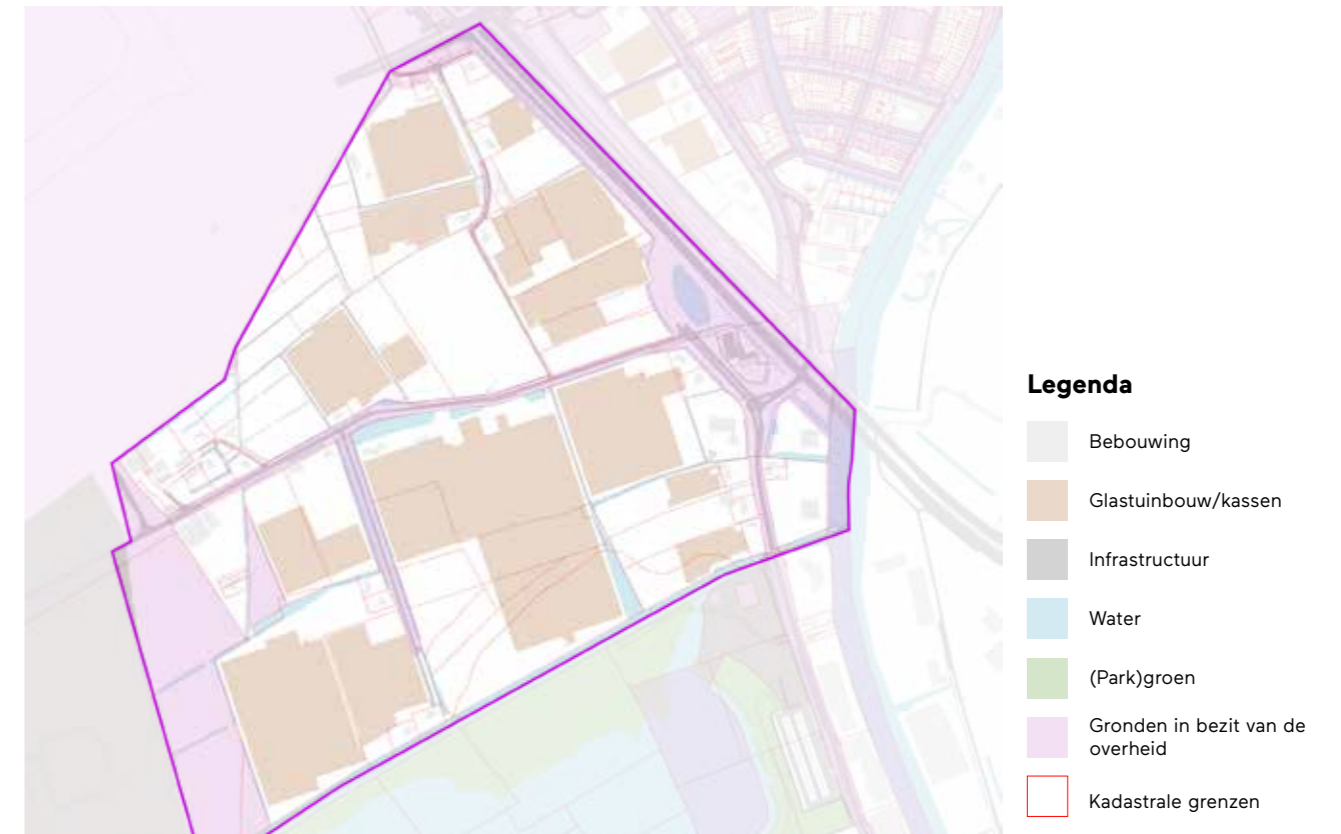 Legenda
Bebouwing
Glastuinbouw/kassen
Infrastructuur
Water
(Park)groen
Gronden in bezit van de
overheid
Kadastrale grenzen